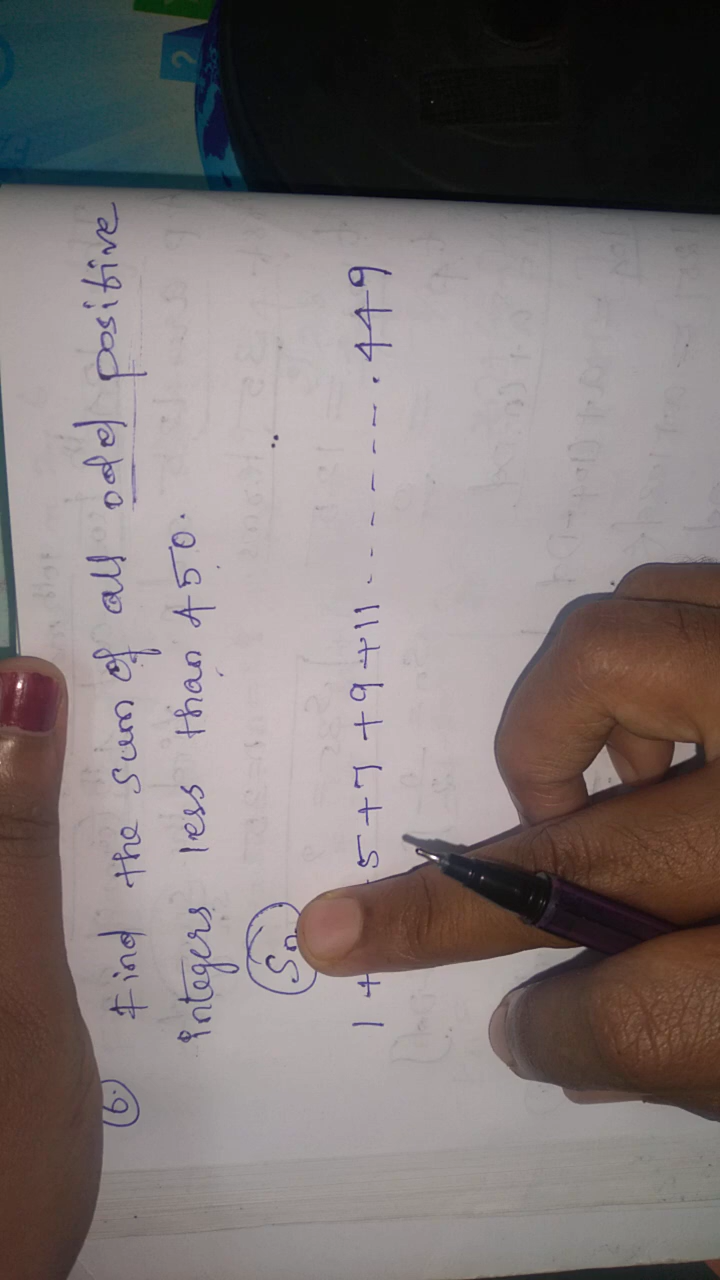 6.
Find the sum of all odd positive
integers less than 450.
Sn
1 + 5 + 7 + 9 + 11 - - - - - - - . 449
?